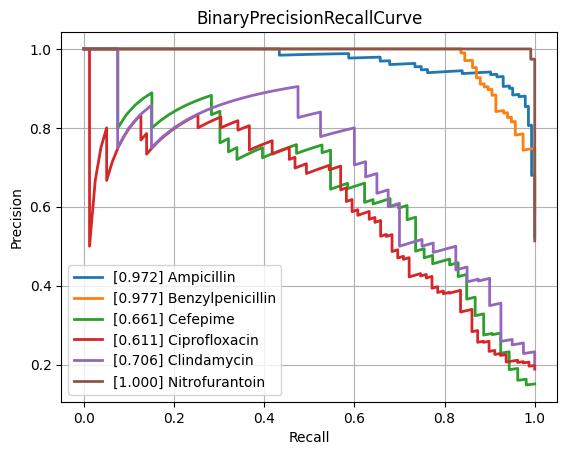 BinaryPrecisionRecallCurve
1.0
0.8
0.6
0.4
0.2
Precision
[0.972] Ampicillin
[0.977] Benzylpenicillin
[0.661] Cefepime
[0.611] Ciprofloxacin
[0.706] Clindamycin
[1.000] Nitrofurantoin
0.0 0.2 0.4 0.6 0.8 1.0
Recall